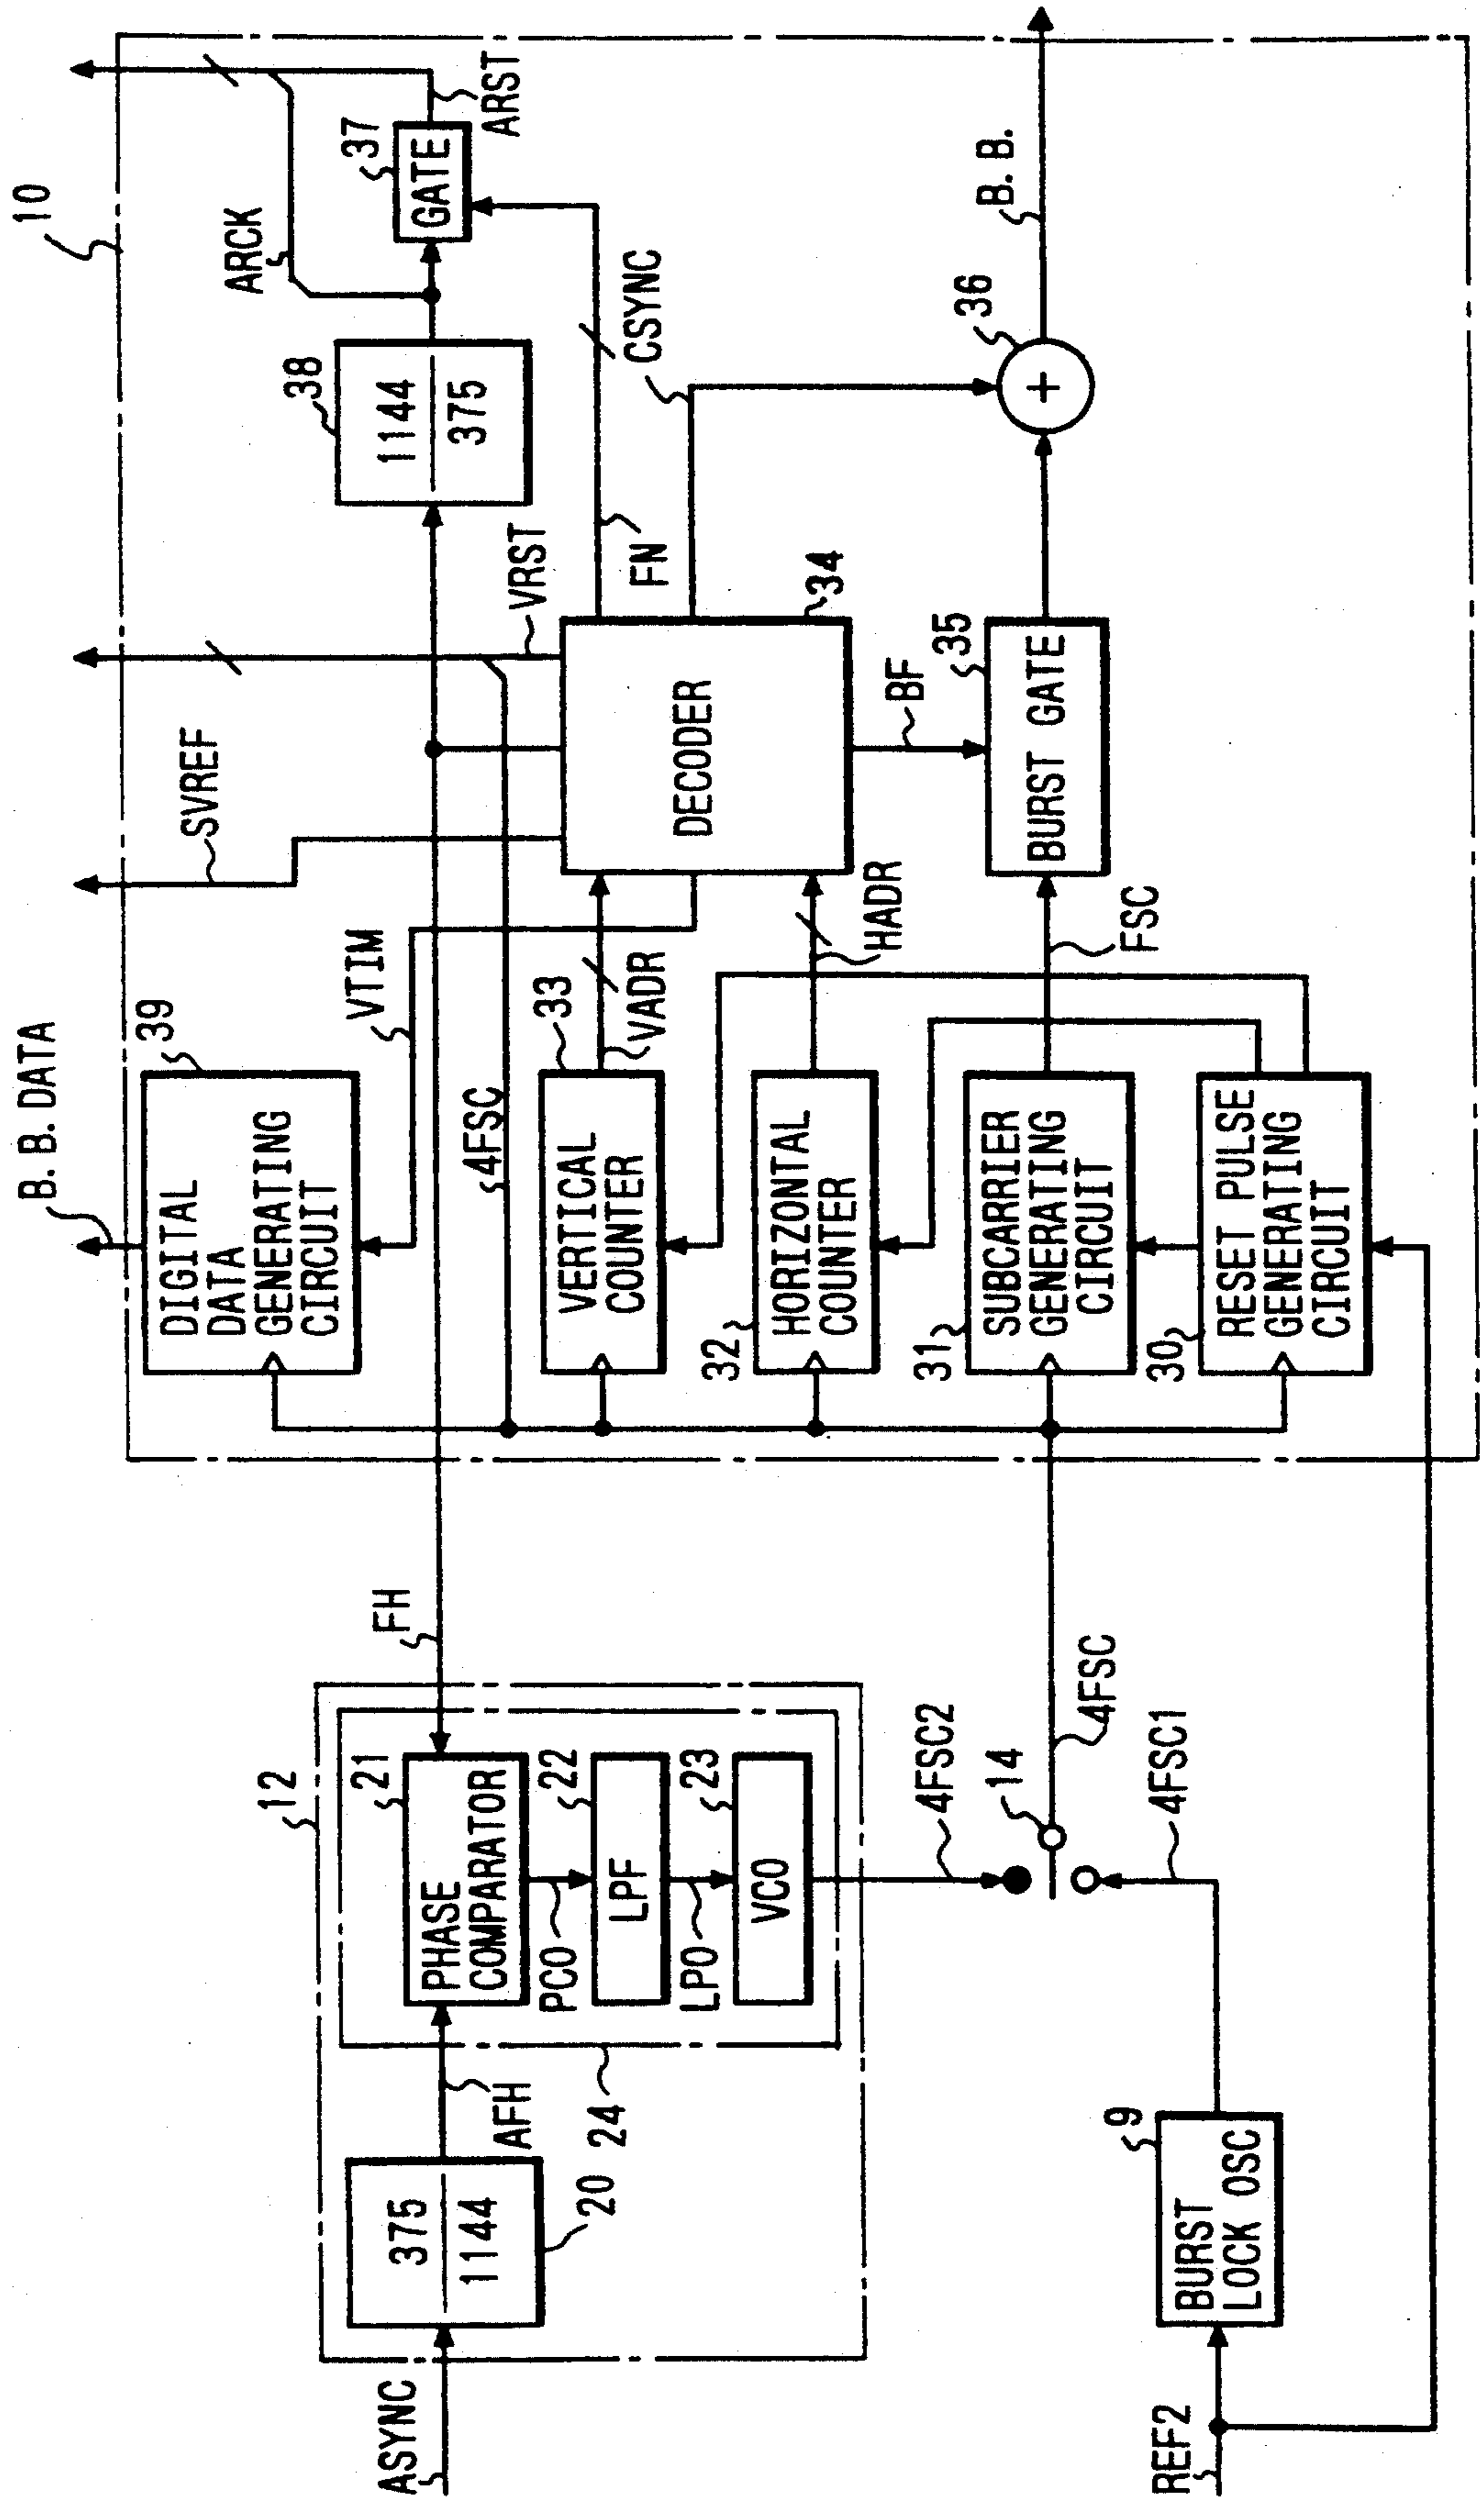 ASYNC
375
1144
20
AFH
24
12
21
PHASE
COMPARATOR
PCO
22
LPF
LPO
23
VCO
FH
REF2
9
BURST
LOCK OSC
4FSC2
14
4FSC
4FSC1
10
B. B. DATA
39
DIGITAL
DATA
GENERATING
CIRCUIT
SVREF
VTIM
4FSC
33
VERTICAL
COUNTER
VADR
32
HORIZONTAL
COUNTER
HADR
31
SUBCARRIER
GENERATING
CIRCUIT
FSC
30
RESET PULSE
GENERATING
CIRCUIT
VRST
DECODER
34
FN
CSYNC
BF
35
BURST GATE
38
1144
375
ARCK
37
GATE
ARST
36
+
B. B.